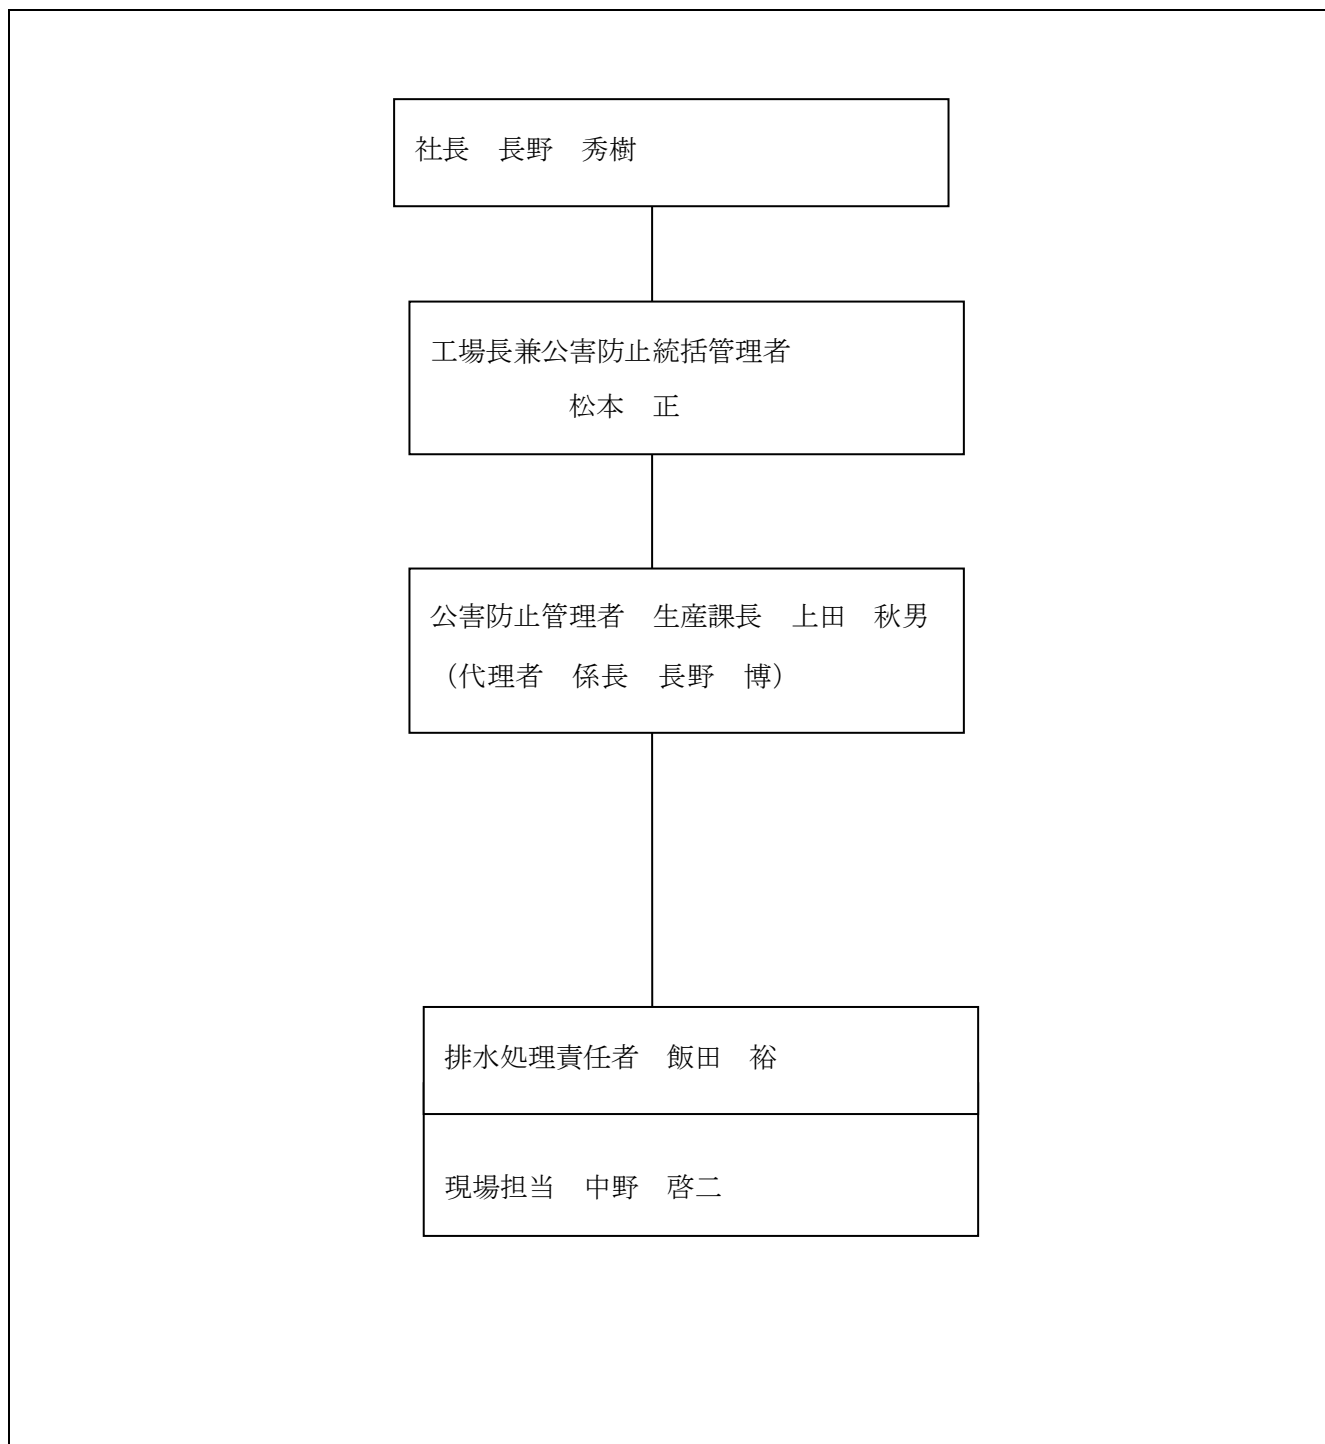 社長　長野　秀樹
工場長兼公害防止統括管理者
松本　正
公害防止管理者　生産課長　上田　秋男
（代理者　係長　長野　博）
排水処理責任者　飯田　裕
現場担当　中野　啓二